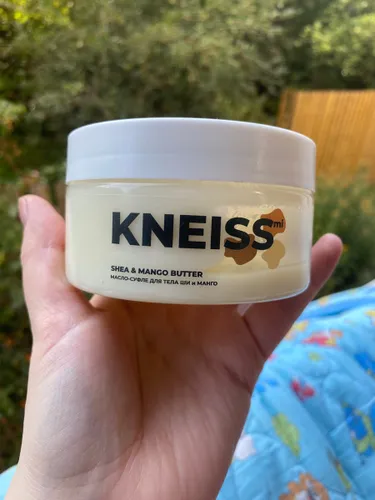 KNEISS
ml
SHEA & MANGO BUTTER
МАСЛО-СУФЛЕ ДЛЯ ТЕЛА ШИ и МАНГО